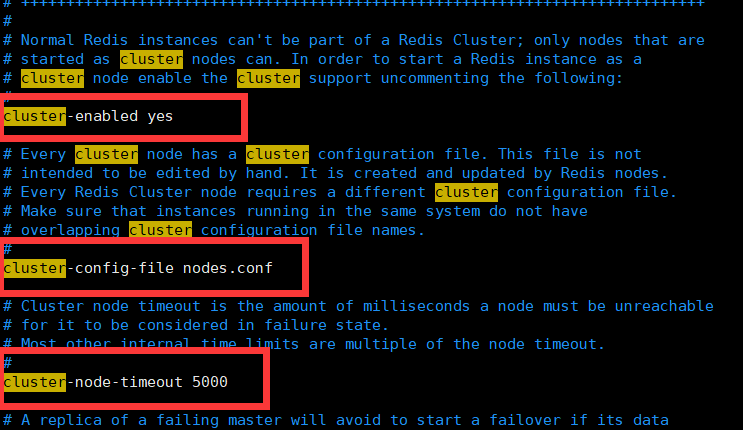 # ++++++++++++++++++++++++++++++++++++++++++++++++++++++++++++++++++++++++++++
#
# Normal Redis instances can't be part of a Redis Cluster; only nodes that are
# started as cluster nodes can. In order to start a Redis instance as a
# cluster node enable the cluster support uncommenting the following:
#
cluster-enabled yes
# Every cluster node has a cluster configuration file. This file is not
# intended to be edited by hand. It is created and updated by Redis nodes.
# Every Redis Cluster node requires a different cluster configuration file.
# Make sure that instances running in the same system do not have
# overlapping cluster configuration file names.
#
cluster-config-file nodes.conf
# Cluster node timeout is the amount of milliseconds a node must be unreachable
# for it to be considered in failure state.
# Most other internal time limits are multiple of the node timeout.
#
cluster-node-timeout 5000
# A replica of a failing master will avoid to start a failover if its data